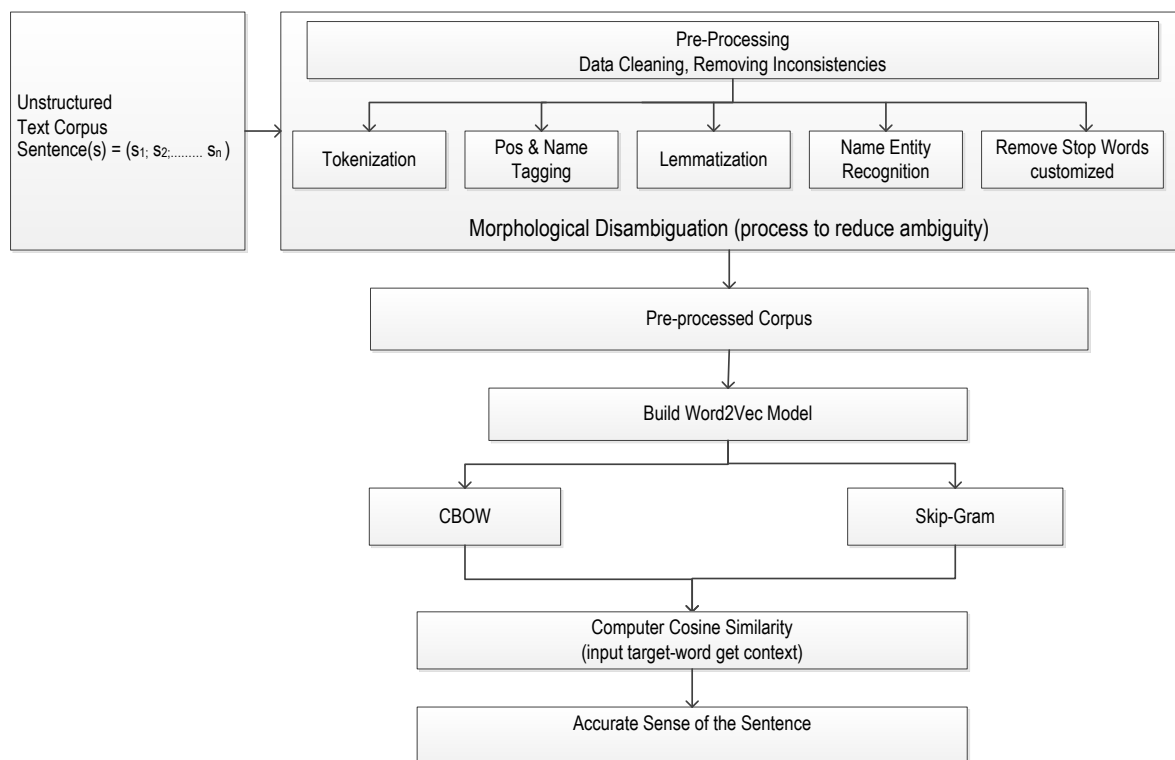 Unstructured
Text Corpus
Sentence(s) = (s1; s2;......... sn )
Pre-Processing
Data Cleaning, Removing Inconsistencies
Tokenization
Pos & Name
Tagging
Lemmatization
Name Entity
Recognition
Remove Stop Words
customized
Morphological Disambiguation (process to reduce ambiguity)
Pre-processed Corpus
Build Word2Vec Model
CBOW
Skip-Gram
Computer Cosine Similarity
(input target-word get context)
Accurate Sense of the Sentence